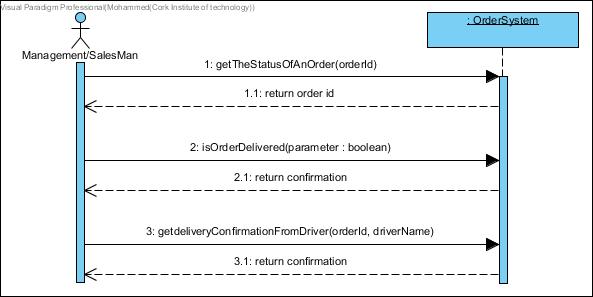 Visual Paradigm Professional(Mohammed(Cork Institute of technology))
: OrderSystem
Management/SalesMan
1: getTheStatusOfAnOrder(orderId)
1.1: return order id
2: isOrderDelivered(parameter : boolean)
2.1: return confirmation
3: getdeliveryConfirmationFromDriver(orderId, driverName)
3.1: return confirmation